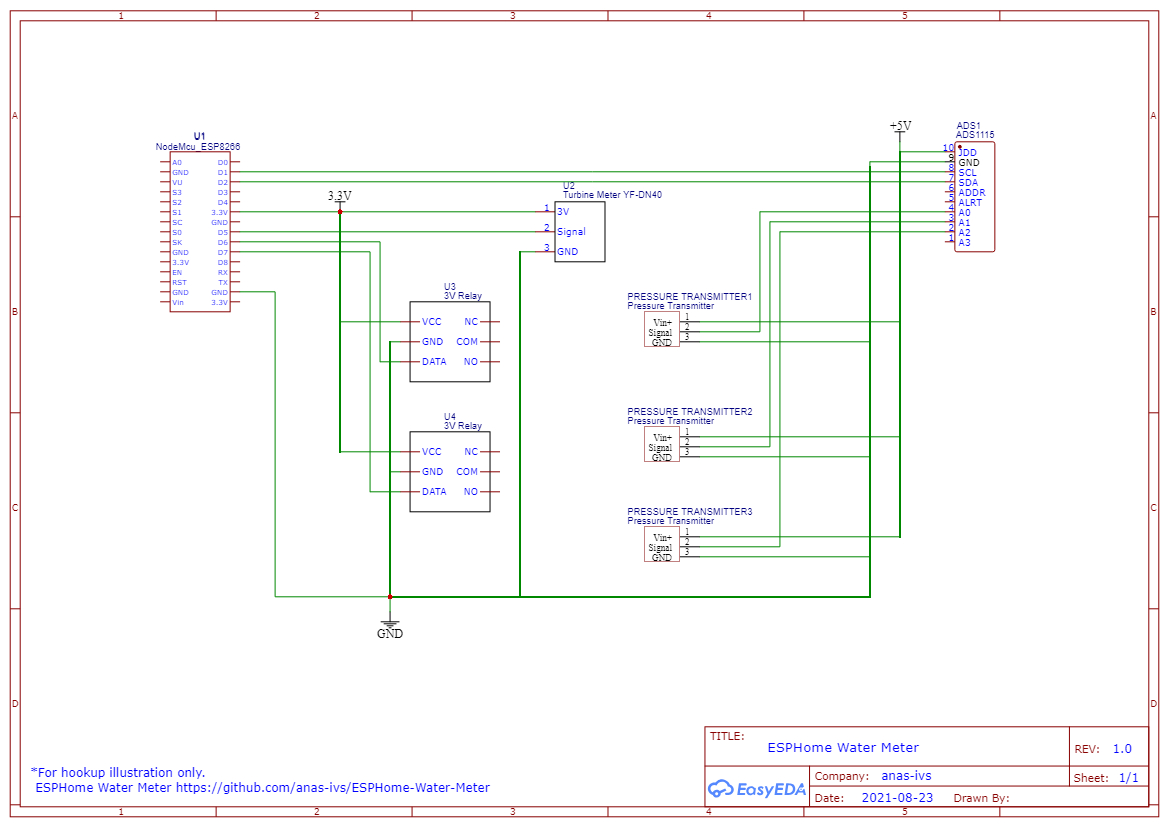 1 2 3 4 5
A A
B B
C C
D D
1 2 3 4 5
U1
NodeMcu_ESP8266
A0 D0
GND D1
VU D2
S3 D3
S2 D4
S1 3.3V
SC GND
S0 D5
SK D6
GND D7
3.3V D8
EN RX
RST TX
GND GND
Vin 3.3V
3.3V
U2
Turbine Meter YF-DN40
1 3V
2 Signal
3 GND
U3
3V Relay
VCC NC
GND COM
DATA NO
U4
3V Relay
VCC NC
GND COM
DATA NO
GND
+5V
ADS1
ADS1115
10 JDD
9 GND
8 SCL
7 SDA
6 ADDR
5 ALRT
4 A0
3 A1
2 A2
1 A3
PRESSURE TRANSMITTER1
Pressure Transmitter
Vin+ 1
Signal 2
GND 3
PRESSURE TRANSMITTER2
Pressure Transmitter
Vin+ 1
Signal 2
GND 3
PRESSURE TRANSMITTER3
Pressure Transmitter
Vin+ 1
Signal 2
GND 3
*For hookup illustration only.
ESPHome Water Meter https://github.com/anas-ivs/ESPHome-Water-Meter
TITLE:
ESPHome Water Meter
REV: 1.0
EasyEDA
Company: anas-ivs
Sheet: 1/1
Date: 2021-08-23 Drawn By: